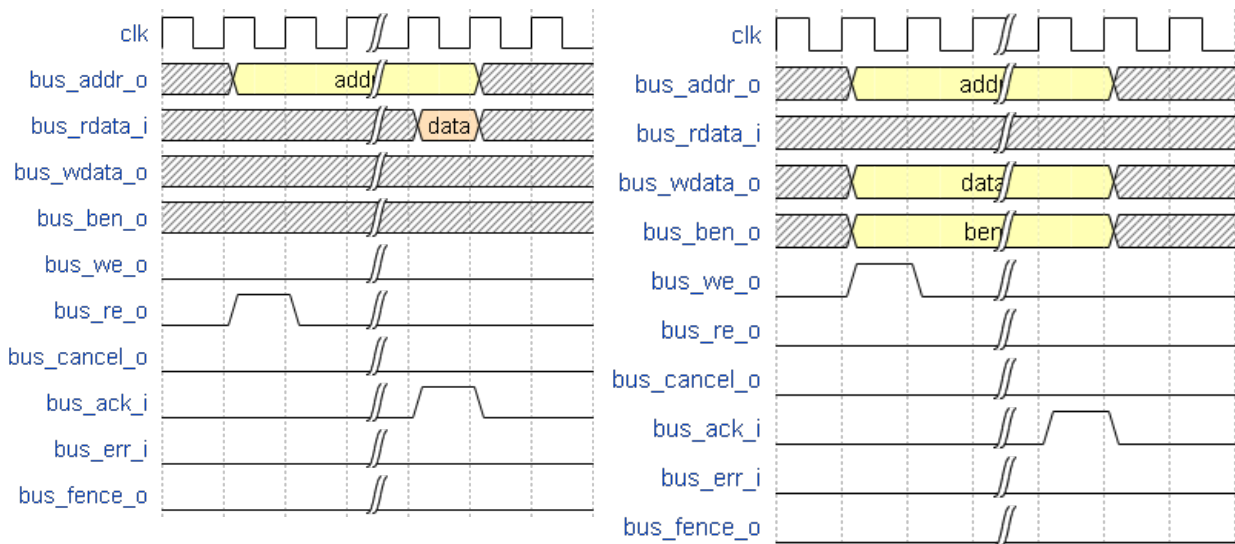 clk
bus_addr_o
addr
bus_rdata_i
data
bus_wdata_o
bus_ben_o
bus_we_o
bus_re_o
bus_cancel_o
bus_ack_i
bus_err_i
bus_fence_o
clk
bus_addr_o
addr
bus_rdata_i
bus_wdata_o
data
bus_ben_o
ben
bus_we_o
bus_re_o
bus_cancel_o
bus_ack_i
bus_err_i
bus_fence_o